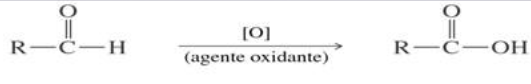 O O
R—C—H [O] R—C—OH
(agente oxidante)